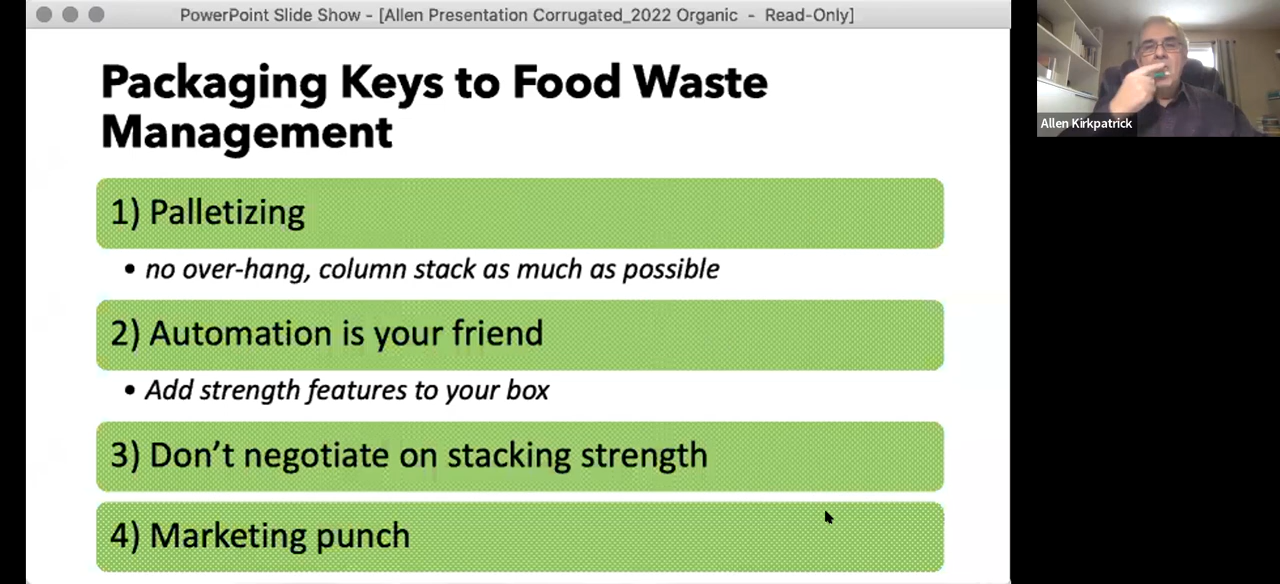 PowerPoint Slide Show - [Allen Presentation Corrugated_2022 Organic - Read-Only]
Packaging Keys to Food Waste
Management
1) Palletizing
• no over-hang, column stack as much as possible
2) Automation is your friend
• Add strength features to your box
3) Don’t negotiate on stacking strength
4) Marketing punch
Allen Kirkpatrick